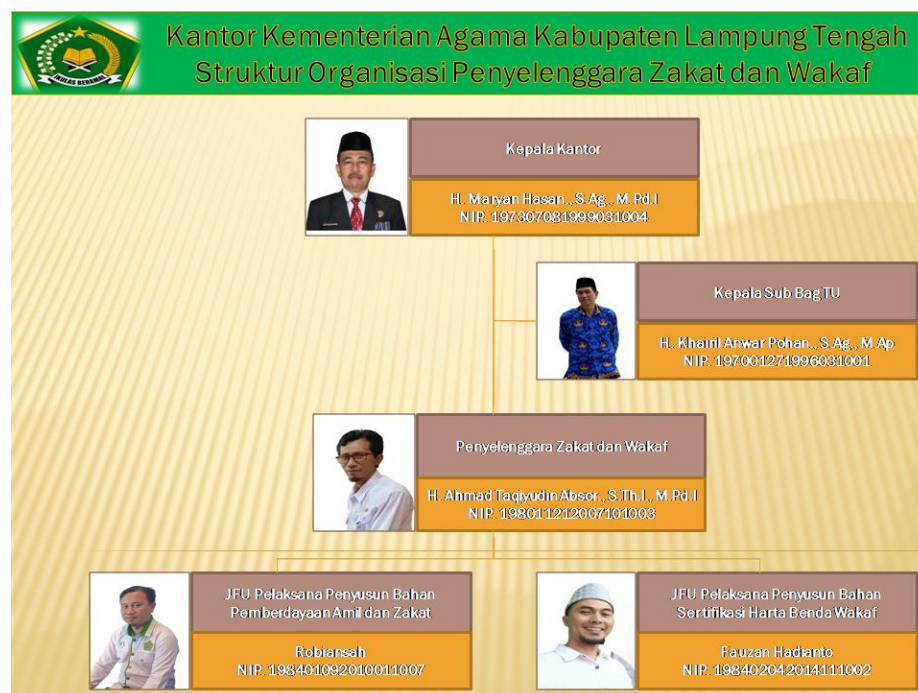 Kantor Kementerian Agama Kabupaten Lampung Tengah
Struktur Organisasi Penyelenggara Zakat dan Wakaf
IKHLAS BERAMAL
Kepala Kantor
H. Maryan Hasan., S.Ag., M.Pd.I
NIP. 197307081999031004
Kepala Sub Bag TU
H. Khairil Anwar Pohan., S.Ag., M.Ap
NIP. 197001271996031001
Penyelenggara Zakat dan Wakaf
H. Ahmad Taqiyudin Absor., S.Th.I., M.Pd.I
NIP. 198011212007101003
JFU Pelaksana Penyusun Bahan
Pemberdayaan Amil dan Zakat
Robiansah
NIP. 198401092010011007
JFU Pelaksana Penyusun Bahan
Sertifikasi Harta Benda Wakaf
Fauzan Hadianto
NIP. 198402042014111002